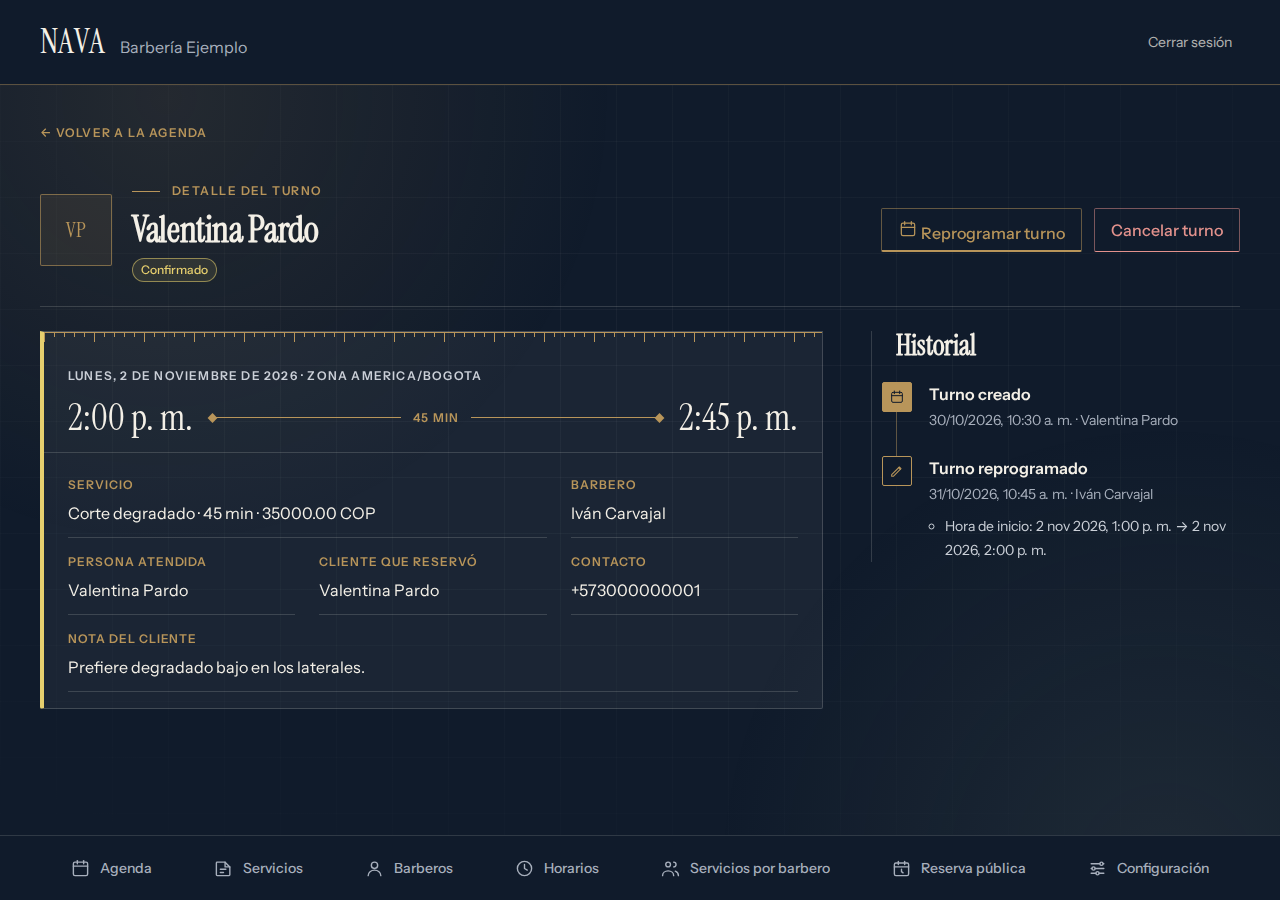 NAVA Barbería Ejemplo
Cerrar sesión
← VOLVER A LA AGENDA
VP
DETALLE DEL TURNO
Valentina Pardo
Confirmado
Reprogramar turno
Cancelar turno
LUNES, 2 DE NOVIEMBRE DE 2026 · ZONA AMERICA/BOGOTA
2:00 p. m. 45 MIN 2:45 p. m.
SERVICIO
Corte degradado · 45 min · 35000.00 COP
BARBERO
Iván Carvajal
PERSONA ATENDIDA
Valentina Pardo
CLIENTE QUE RESERVÓ
Valentina Pardo
CONTACTO
+573000000001
NOTA DEL CLIENTE
Prefiere degradado bajo en los laterales.
Historial
Turno creado
30/10/2026, 10:30 a. m. · Valentina Pardo
Turno reprogramado
31/10/2026, 10:45 a. m. · Iván Carvajal
Hora de inicio: 2 nov 2026, 1:00 p. m. → 2 nov
2026, 2:00 p. m.
Agenda Servicios Barberos Horarios Servicios por barbero Reserva pública Configuración